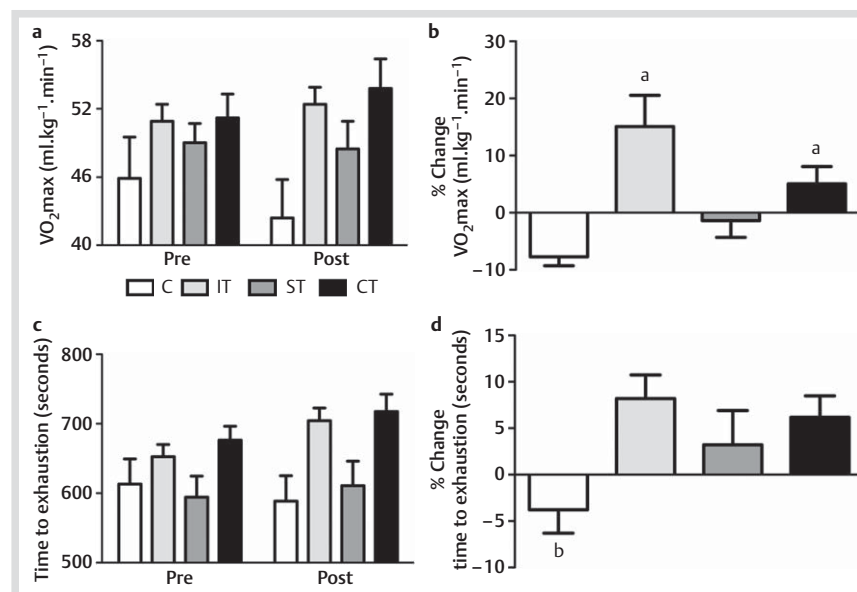 a
VO₂max (ml.kg⁻¹.min⁻¹)
58
52
46
40
Pre
Post
C
IT
ST
CT
b
% Change
VO₂max (ml.kg⁻¹.min⁻¹)
30
20
10
0
−10
a
a
c
Time to exhaustion (seconds)
800
700
600
500
Pre
Post
d
% Change
time to exhaustion (seconds)
15
10
5
0
−5
−10
b